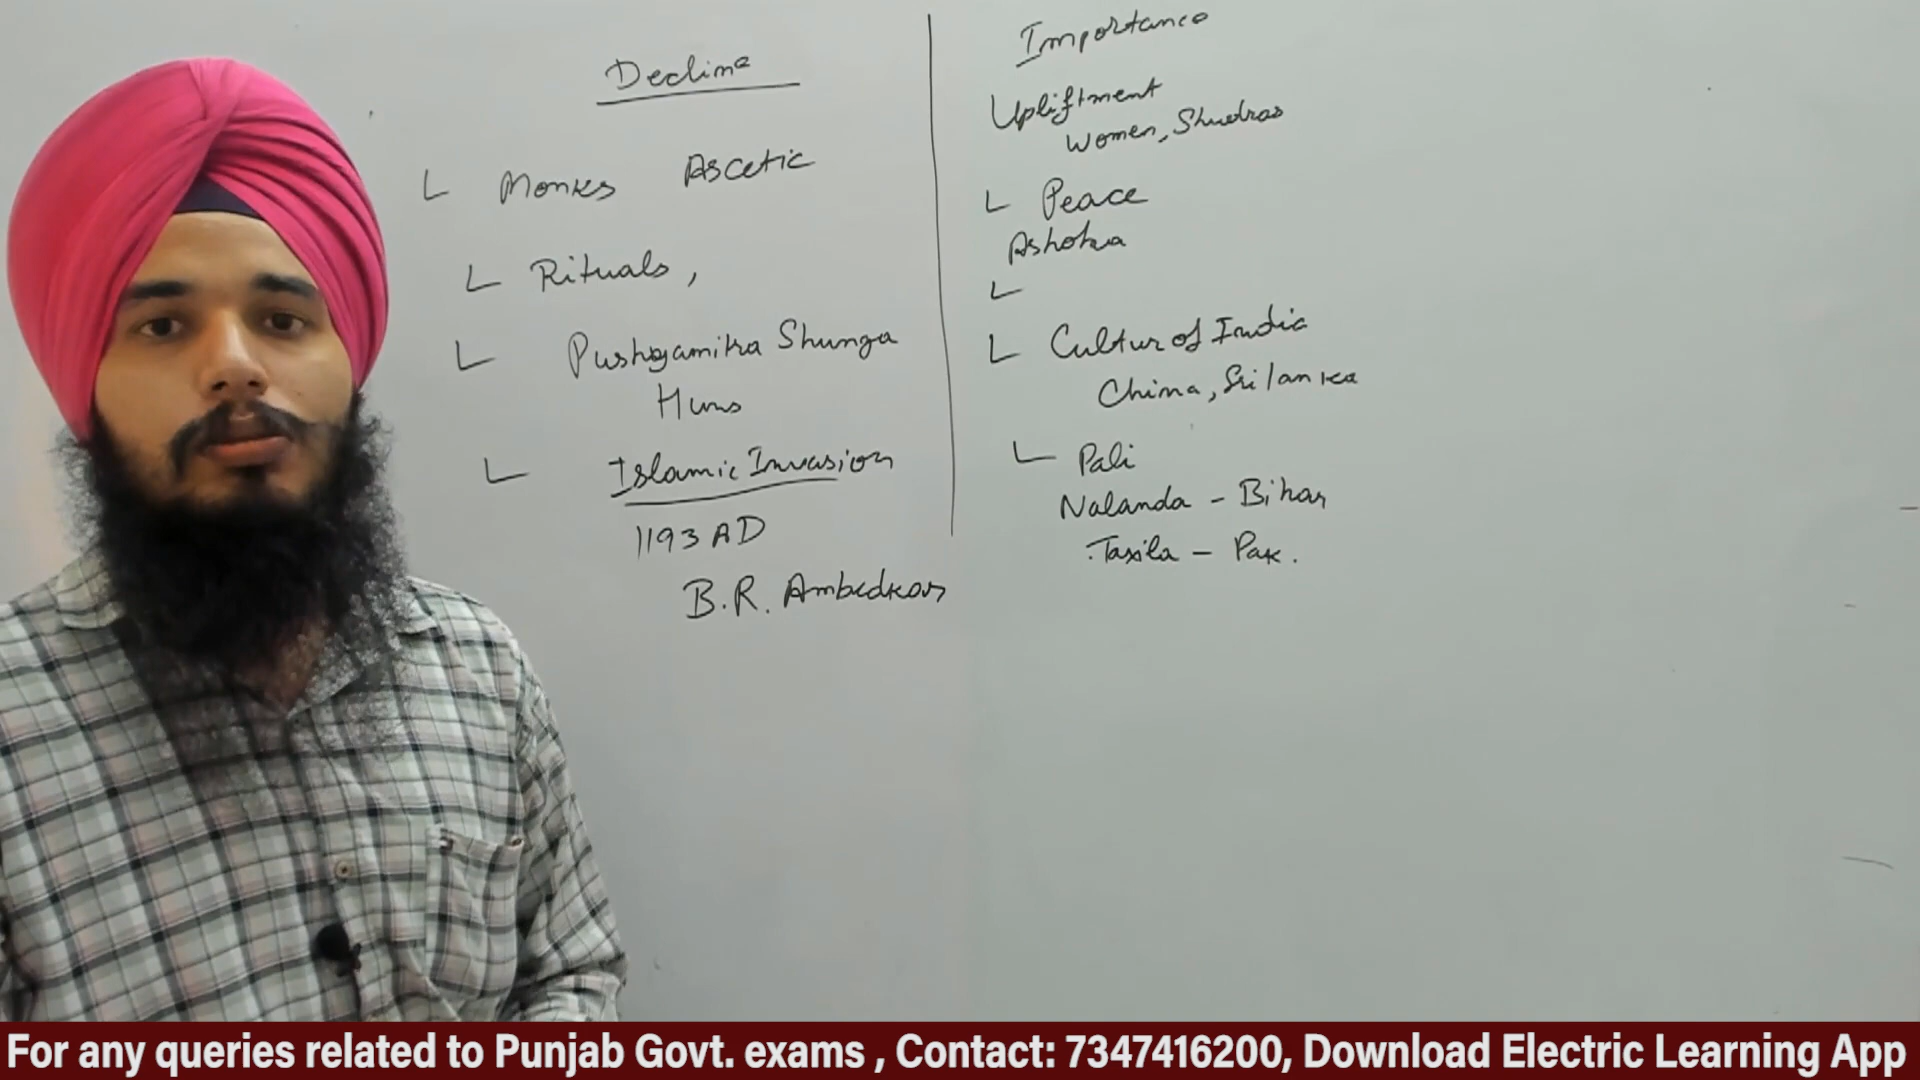 Decline
Monks Ascetic
Rituals,
Pushyamitra Shunga
Huns
Islamic Invasion
1193 AD
B.R. Ambedkar
Importance
Upliftment
Women, Shudras
Peace
Ashoka
Cultur of India
China, Srilanka
Pali
Nalanda - Bihar
Taxila - Pak.
For any queries related to Punjab Govt. exams , Contact: 7347416200, Download Electric Learning App